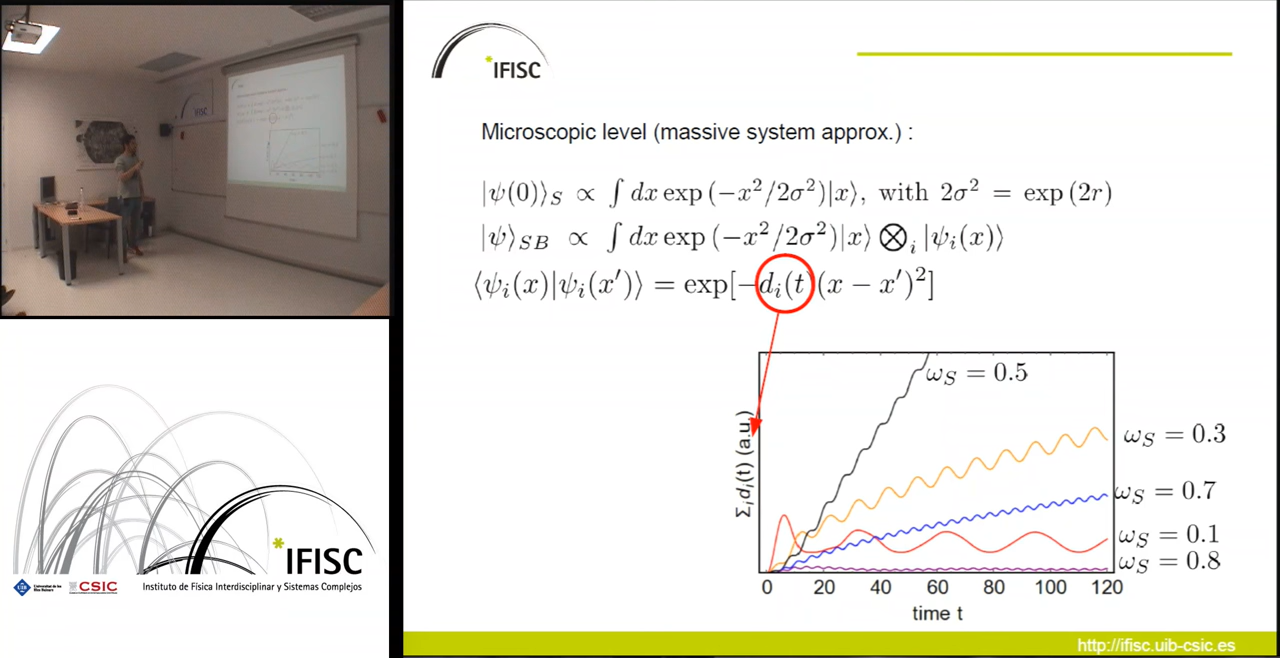 *IFISC
Microscopic level (massive system approx.) :
|ψ(0)⟩_S ∝ ∫ dx exp (−x²/2σ²)|x⟩, with 2σ² = exp (2r)
|ψ⟩_SB ∝ ∫ dx exp (−x²/2σ²)|x⟩ ⨂_i |ψ_i(x)⟩
⟨ψ_i(x)|ψ_i(x′)⟩ = exp[−d_i(t)(x − x′)²]
Σ_i d_i(t) (a.u.)
ω_S = 0.5
ω_S = 0.3
ω_S = 0.7
ω_S = 0.1
ω_S = 0.8
0 20 40 60 80 100 120
time t
*IFISC
CSIC
Instituto de Física Interdisciplinar y Sistemas Complejos
http://ifisc.uib-csic.es